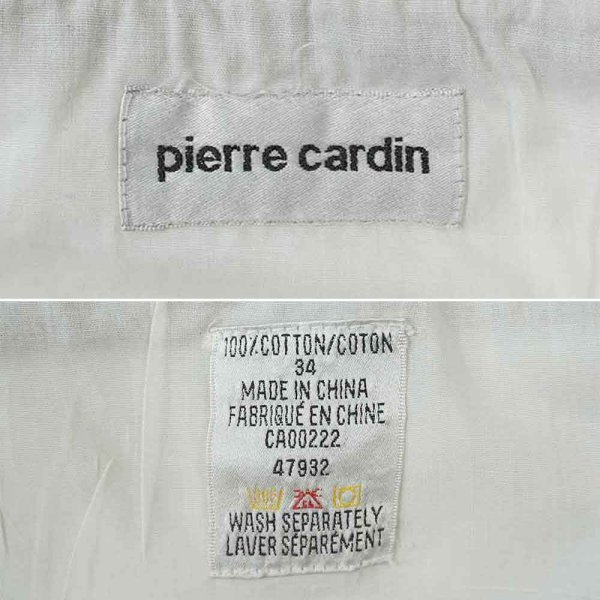 pierre cardin
100% COTTON/COTON
34
MADE IN CHINA
FABRIQUÉ EN CHINE
CA00222
47932
WASH SEPARATELY
LAVER SÉPARÉMENT